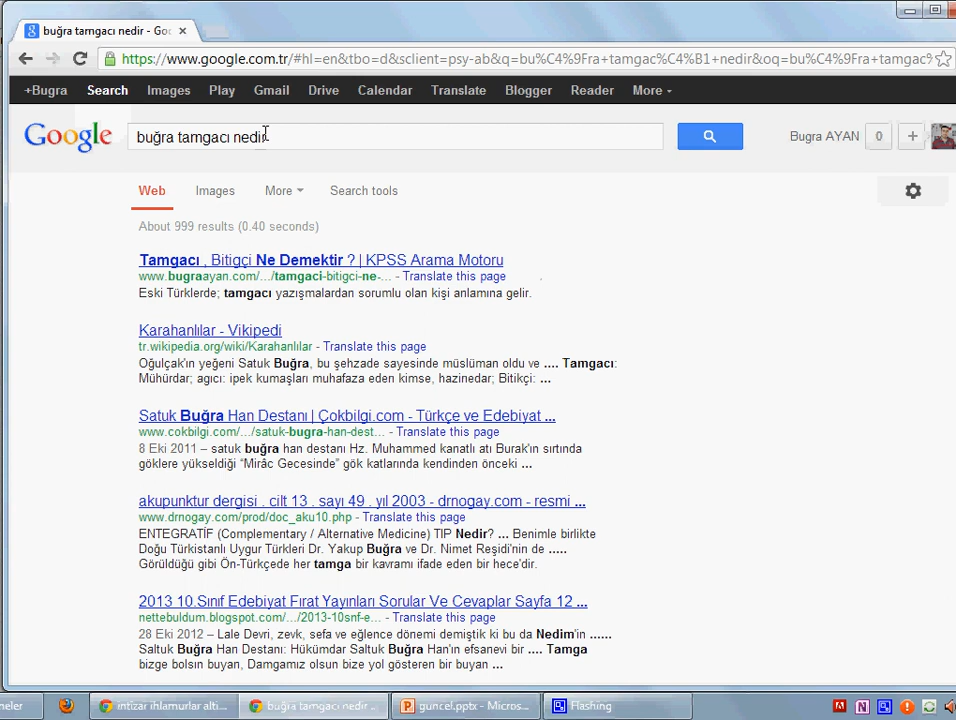 buğra tamgacı nedir - Goo
https://www.google.com.tr/#hl=en&tbo=d&sclient=psy-ab&q=bu%C4%9Fra+tamgac%C4%B1+nedir&oq=bu%C4%9Fra+tamgac%
+Bugra Search Images Play Gmail Drive Calendar Translate Blogger Reader More
Google buğra tamgacı nedir Bugra AYAN 0 +
Web Images More Search tools
About 999 results (0.40 seconds)
Tamgacı , Bitigçi Ne Demektir ? | KPSS Arama Motoru
www.bugraayan.com/.../tamgaci-bitigci-ne-... - Translate this page
Eski Türklerde; tamgacı yazışmalardan sorumlu olan kişi anlamına gelir.
Karahanlılar - Vikipedi
tr.wikipedia.org/wiki/Karahanlılar - Translate this page
Oğulçak'ın yeğeni Satuk Buğra, bu şehzade sayesinde müslüman oldu ve .... Tamgacı:
Mühürdar; agıcı: ipek kumaşları muhafaza eden kimse, hazinedar; Bitikçi: ...
Satuk Buğra Han Destanı | Çokbilgi.com - Türkçe ve Edebiyat ...
www.cokbilgi.com/.../satuk-bugra-han-dest... - Translate this page
8 Eki 2011 – satuk buğra han destanı Hz. Muhammed kanatlı atı Burak'ın sırtında
göklere yükseldiği “Mirâc Gecesinde” gök katlarında kendinden önceki ...
akupunktur dergisi . cilt 13 . sayı 49 . yıl 2003 - drnogay.com - resmi ...
www.drnogay.com/prod/doc_aku10.php - Translate this page
ENTEGRATİF (Complementary / Alternative Medicine) TIP Nedir? ... Benimle birlikte
Doğu Türkistanlı Uygur Türkleri Dr. Yakup Buğra ve Dr. Nimet Reşidi'nin de .....
Görüldüğü gibi Ön-Türkçede her tamga bir kavramı ifade eden bir hece'dir.
2013 10.Sınıf Edebiyat Fırat Yayınları Sorular Ve Cevaplar Sayfa 12 ...
nettebuldum.blogspot.com/.../2013-10snf-e... - Translate this page
28 Eki 2012 – Lale Devri, zevk, sefa ve eğlence dönemi demiştik ki bu da Nedim'in ......
Saltuk Buğra Han Destanı: Hükümdar Saltuk Buğra Han'ın efsanevi bir .... Tamga
bizge bolsın buyan, Damgamız olsun bize yol gösteren bir buyan ...
neler intizar ihlamurlar alti... buğra tamgacı nedir ... guncel.pptx - Micros... Flashing